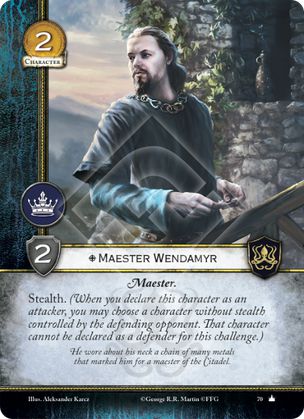 2
CHARACTER
2
MAESTER WENDAMYR
Maester.
Stealth. (When you declare this character as an
attacker, you may choose a character without stealth
controlled by the defending opponent. That character
cannot be declared as a defender for this challenge.)
He wore about his neck a chain of many metals
that marked him for a maester of the Citadel.
Illus. Aleksander Karcz ©George R.R. Martin ©FFG 70